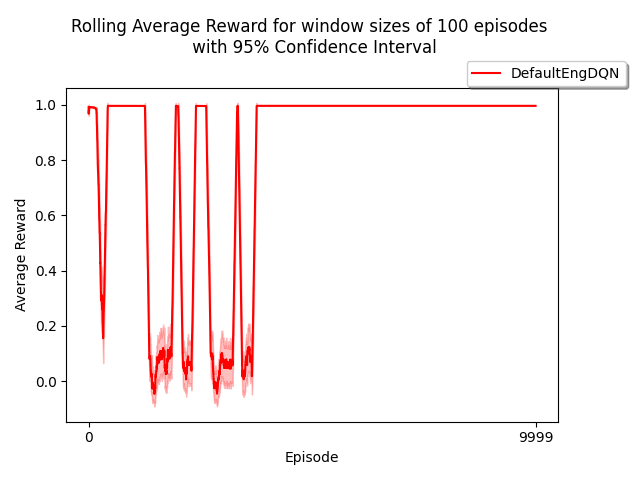 Rolling Average Reward for window sizes of 100 episodes
with 95% Confidence Interval
DefaultEngDQN
1.0
0.8
0.6
0.4
0.2
0.0
Average Reward
0
9999
Episode